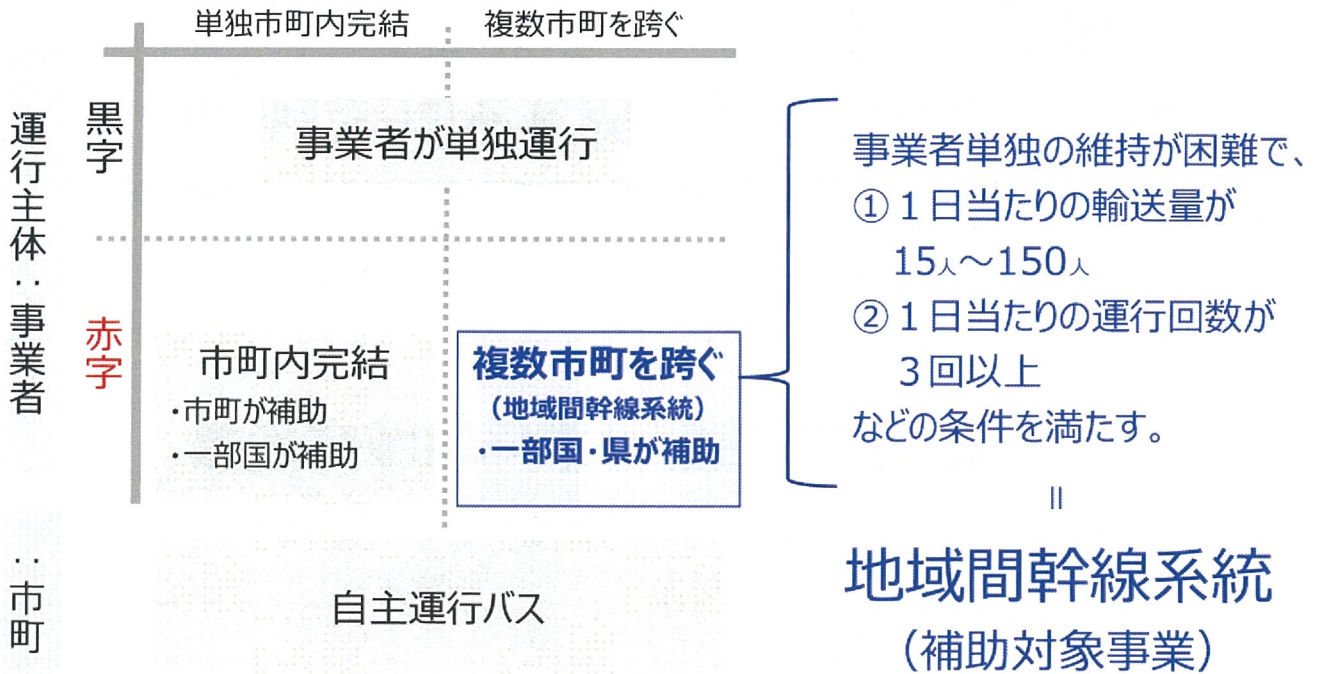 単独市町内完結
複数市町を跨ぐ
運行主体：事業者
黒字
事業者が単独運行
赤字
市町内完結
・市町が補助
・一部国が補助
複数市町を跨ぐ
（地域間幹線系統）
・一部国・県が補助
：市町
自主運行バス
事業者単独の維持が困難で、
①１日当たりの輸送量が
15人～150人
②１日当たりの運行回数が
３回以上
などの条件を満たす。
＝
地域間幹線系統
（補助対象事業）